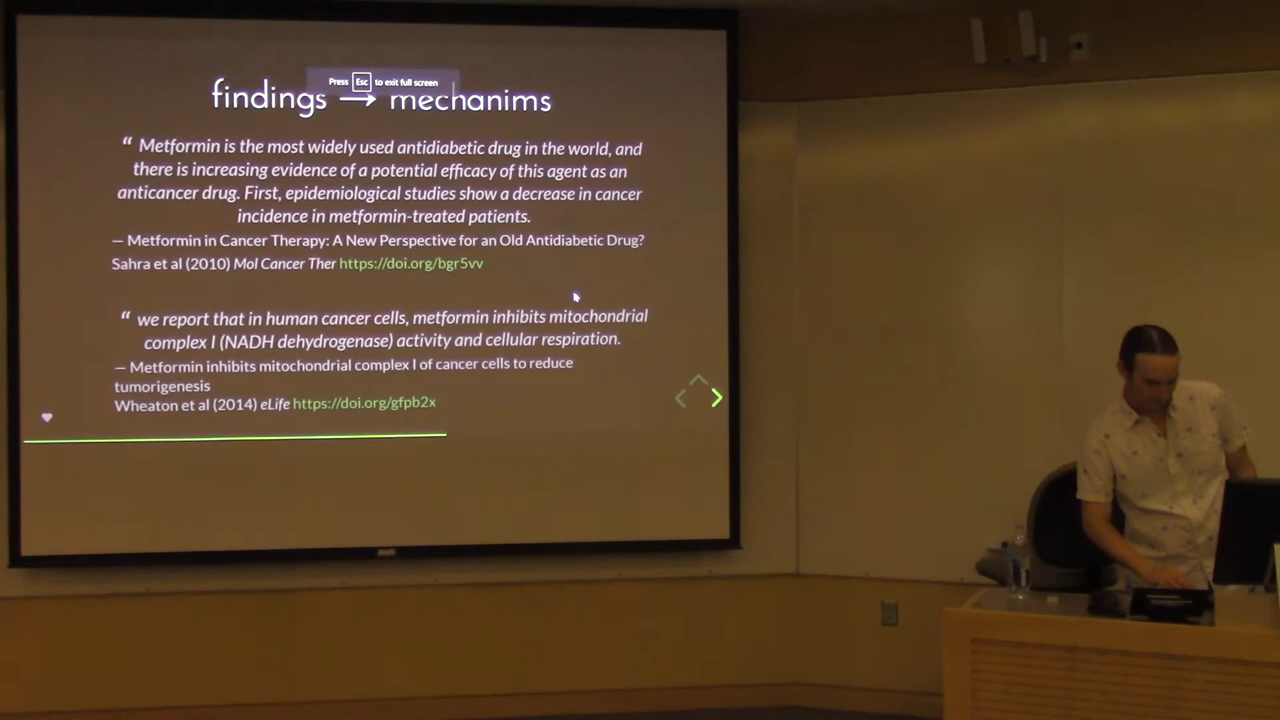 Press Esc to exit full screen
findings → mechanims
“ Metformin is the most widely used antidiabetic drug in the world, and
there is increasing evidence of a potential efficacy of this agent as an
anticancer drug. First, epidemiological studies show a decrease in cancer
incidence in metformin-treated patients.
— Metformin in Cancer Therapy: A New Perspective for an Old Antidiabetic Drug?
Sahra et al (2010) Mol Cancer Ther https://doi.org/bgr5vv
“ we report that in human cancer cells, metformin inhibits mitochondrial
complex I (NADH dehydrogenase) activity and cellular respiration.
— Metformin inhibits mitochondrial complex I of cancer cells to reduce
tumorigenesis
Wheaton et al (2014) eLife https://doi.org/gfpb2x